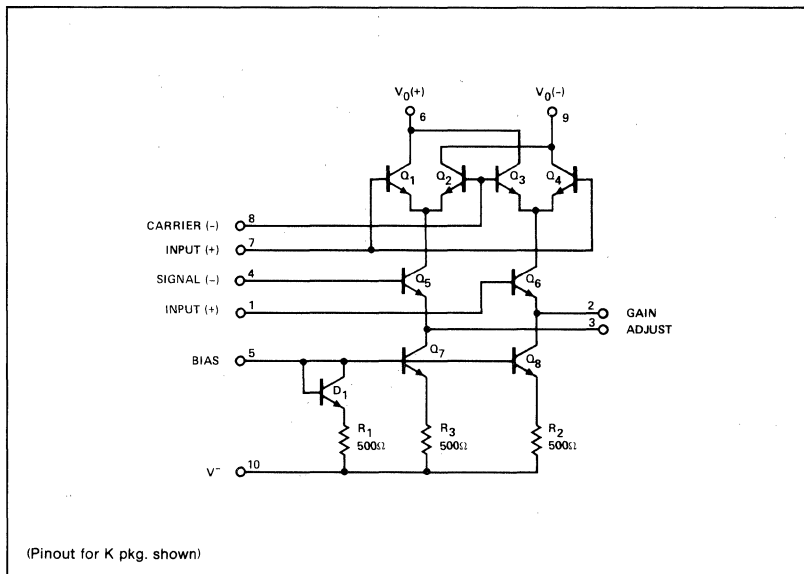 V0(+) V0(-)
6 9
Q1 Q2 Q3 Q4
CARRIER (-) 8
INPUT (+) 7
SIGNAL (-) 4 Q5 Q6
INPUT (+) 1
2 GAIN
3 ADJUST
BIAS 5 Q7 Q8
D1
R1 500Ω R3 500Ω R2 500Ω
V- 10
(Pinout for K pkg. shown)